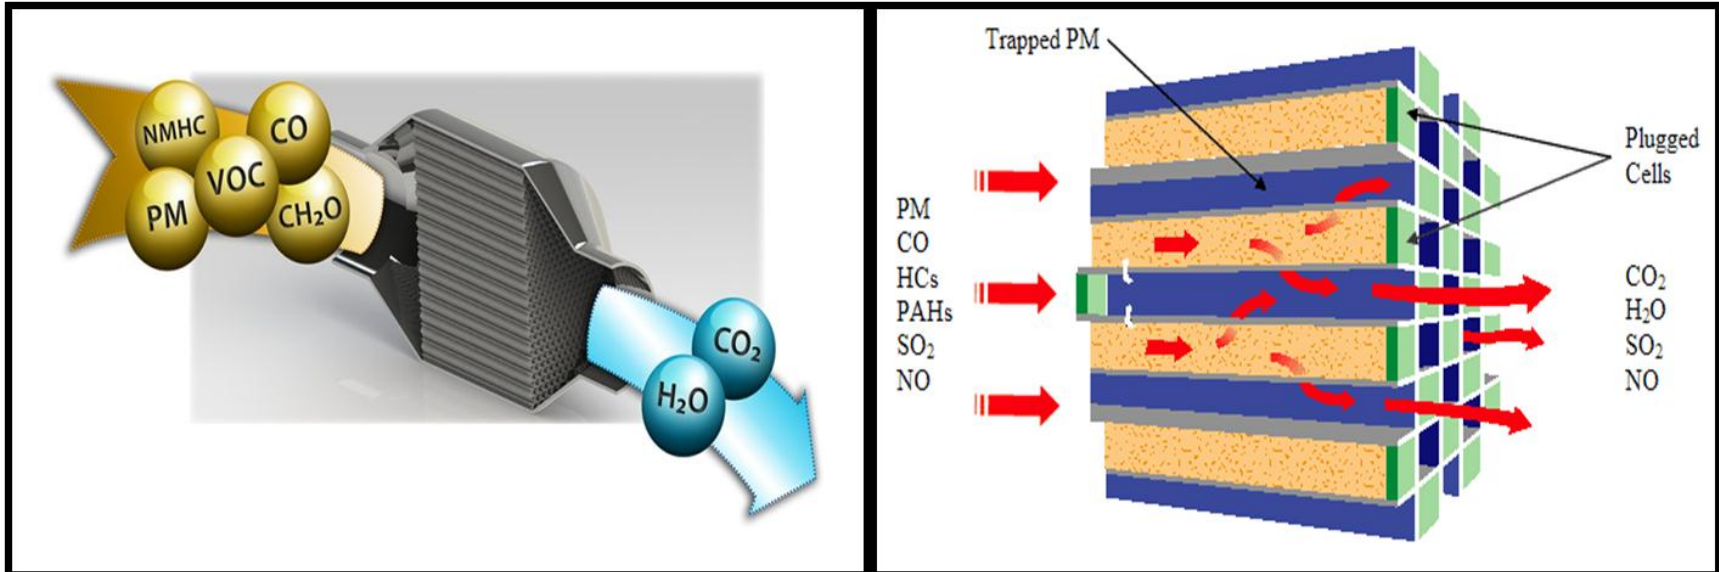 NMHC
CO
VOC
PM
CH₂O
CO₂
H₂O
Trapped PM
Plugged
Cells
PM
CO
HCs
PAHs
SO₂
NO
CO₂
H₂O
SO₂
NO